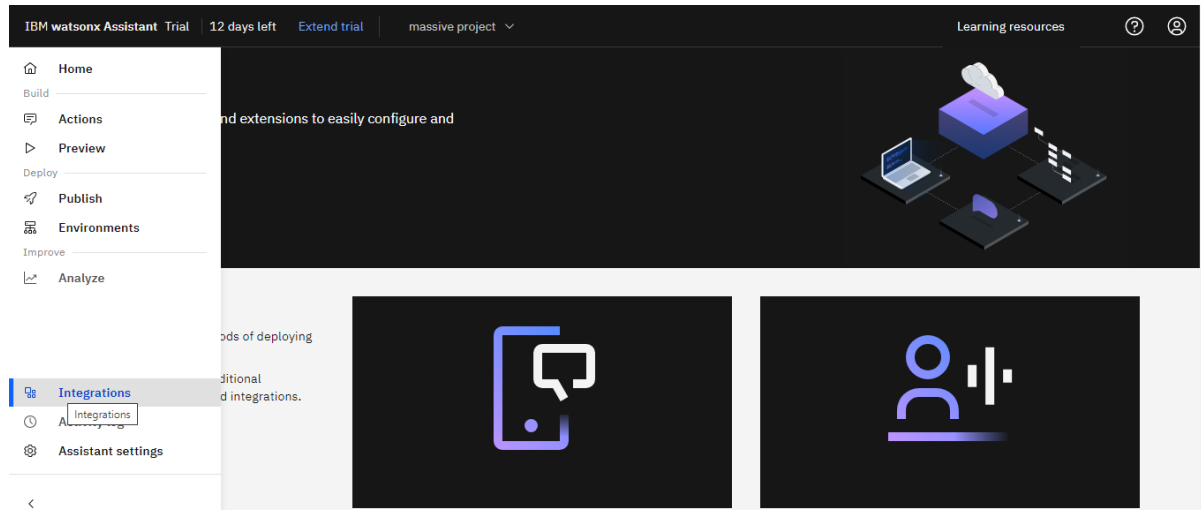 IBM watsonx Assistant Trial 12 days left Extend trial massive project Learning resources
Home
Build
Actions
nd extensions to easily configure and
Preview
Deploy
Publish
Environments
Improve
Analyze
ods of deploying
ditional
Integrations
d integrations.
Integrations
Assistant settings